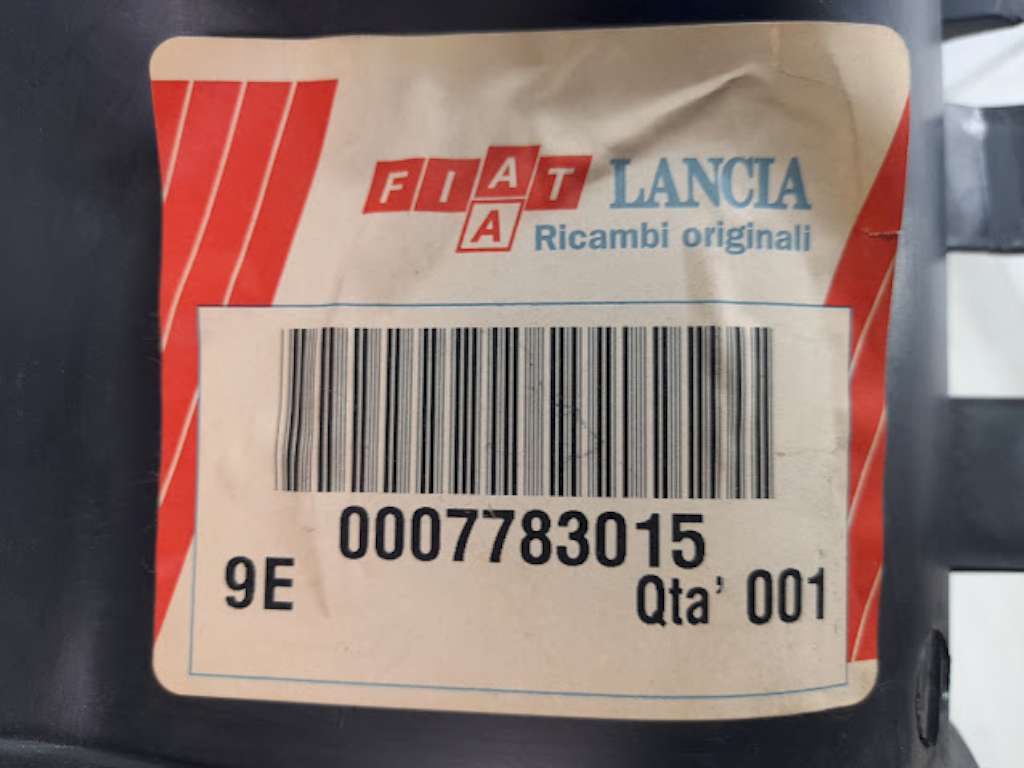 FIAT LANCIA
A
Ricambi originali
0007783015
9E
Qta' 001